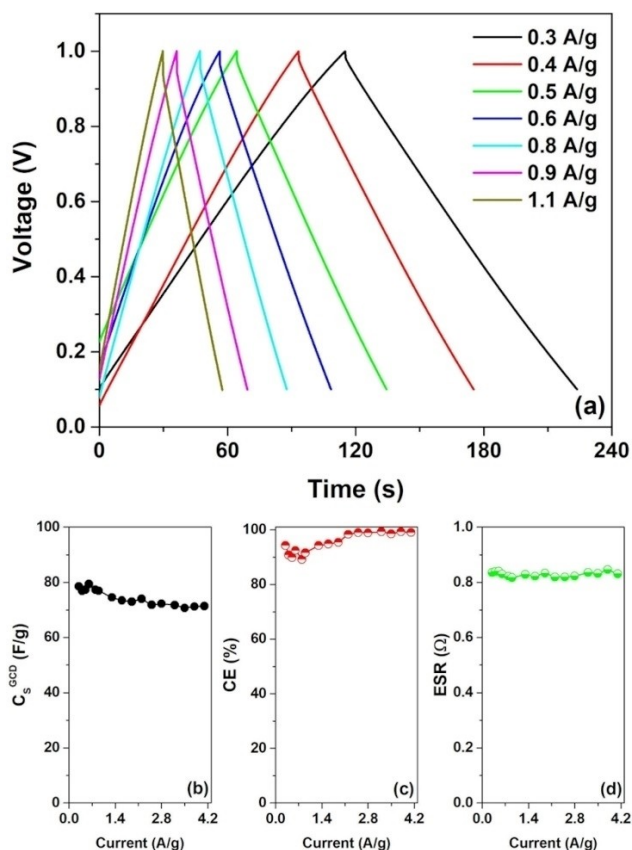 1.0
0.8
0.6
0.4
0.2
0.0
Voltage (V)
0.3 A/g
0.4 A/g
0.5 A/g
0.6 A/g
0.8 A/g
0.9 A/g
1.1 A/g
(a)
0 60 120 180 240
Time (s)
100
80
60
40
20
0
C_S^GCD (F/g)
(b)
0.0 1.4 2.8 4.2
Current (A/g)
100
80
60
40
20
0
CE (%)
(c)
0.0 1.4 2.8 4.2
Current (A/g)
1.0
0.8
0.6
0.4
0.2
0.0
ESR (Ω)
(d)
0.0 1.4 2.8 4.2
Current (A/g)